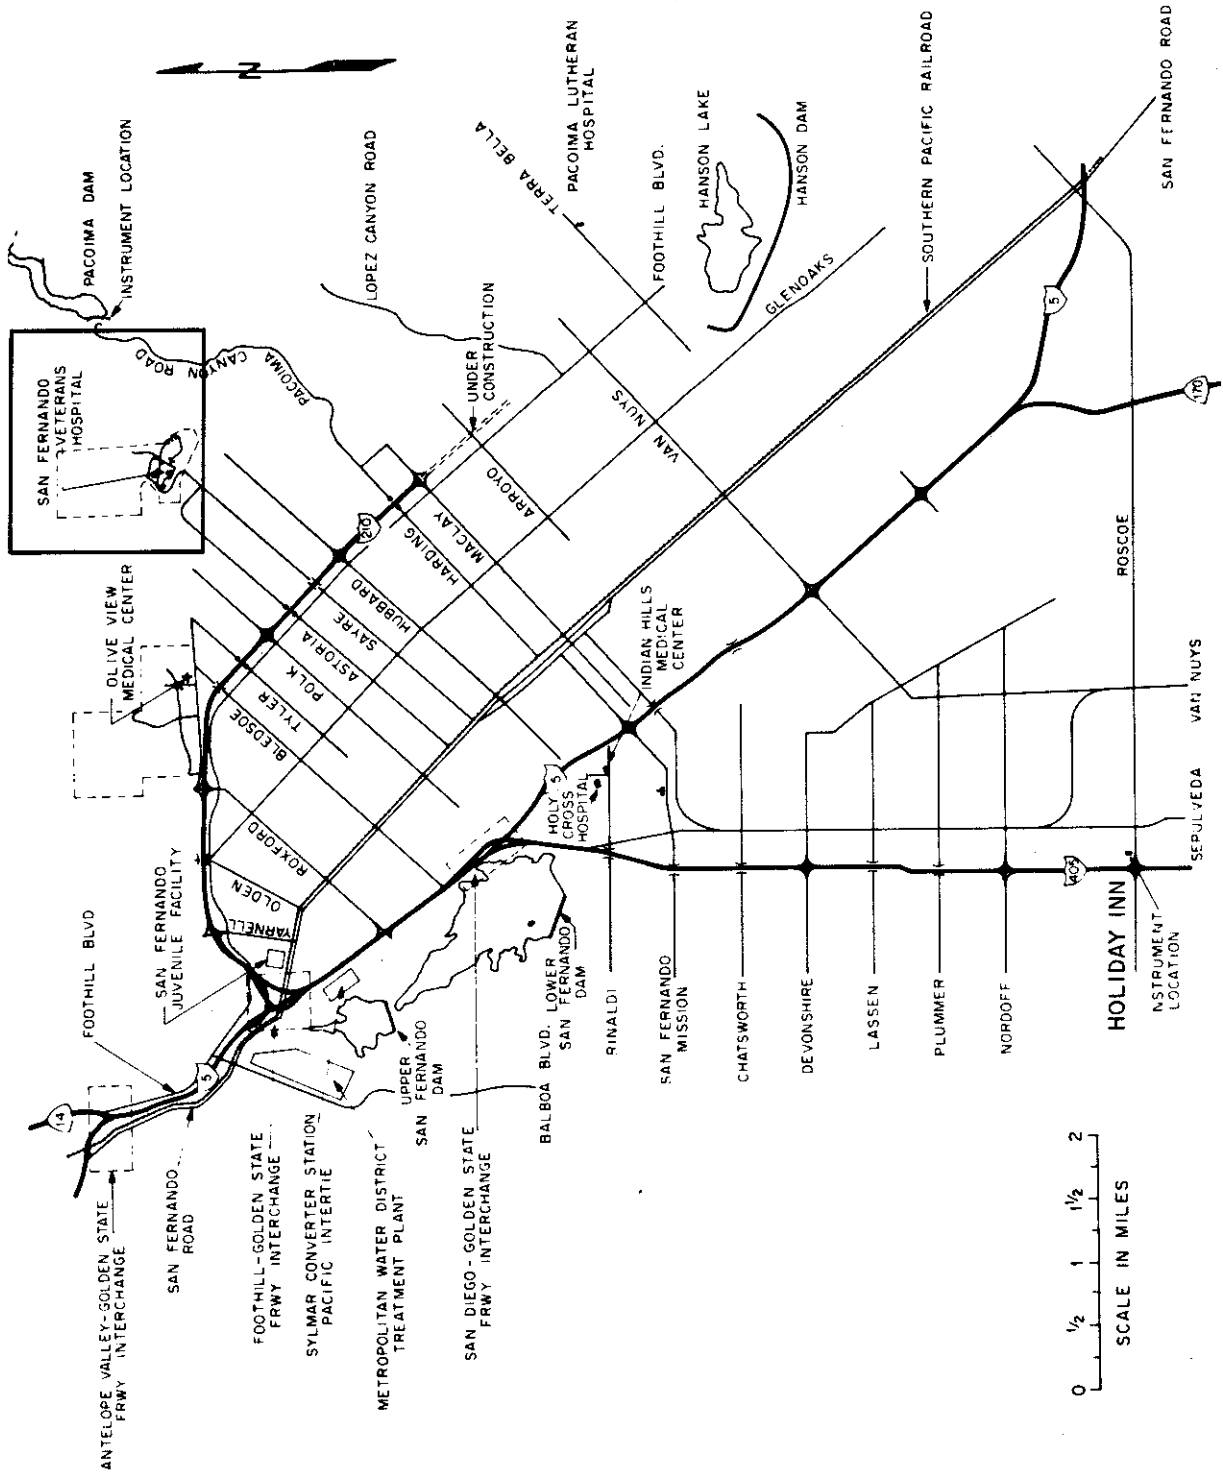 PACOIMA DAM
INSTRUMENT LOCATION
N
SAN FERNANDO
VETERANS
HOSPITAL
PACOIMA CANYON ROAD
LOPEZ CANYON ROAD
TERRA BELLA
PACOIMA LUTHERAN
HOSPITAL
FOOTHILL BLVD.
HANSON LAKE
HANSON DAM
GLENOAKS
SOUTHERN PACIFIC RAILROAD
SAN FERNANDO ROAD
UNDER
CONSTRUCTION
VAN NUYS
ARROYO
MACLAY
HARDING
210
HUBBARD
SAYRE
ASTORIA
POLK
TYLER
BLEDSOE
ROXFORD
OLDEN
YARNELL
OLIVE VIEW
MEDICAL CENTER
SAN FERNANDO
JUVENILE FACILITY
FOOTHILL BLVD
14
5
ANTELOPE VALLEY-GOLDEN STATE
FRWY INTERCHANGE
SAN FERNANDO
ROAD
FOOTHILL-GOLDEN STATE
FRWY INTERCHANGE
SYLMAR CONVERTER STATION
PACIFIC INTERTIE
METROPOLITAN WATER DISTRICT
TREATMENT PLANT
UPPER
SAN FERNANDO
DAM
SAN DIEGO-GOLDEN STATE
FRWY INTERCHANGE
BALBOA BLVD.
LOWER
SAN FERNANDO
DAM
HOLY
CROSS
HOSPITAL
5
INDIAN HILLS
MEDICAL
CENTER
5
170
RINALDI
SAN FERNANDO
MISSION
CHATSWORTH
DEVONSHIRE
LASSEN
PLUMMER
NORDOFF
405
ROSCOE
VAN NUYS
SEPULVEDA
HOLIDAY INN
NSTRUMENT
LOCATION
0 1/2 1 1 1/2 2
SCALE IN MILES